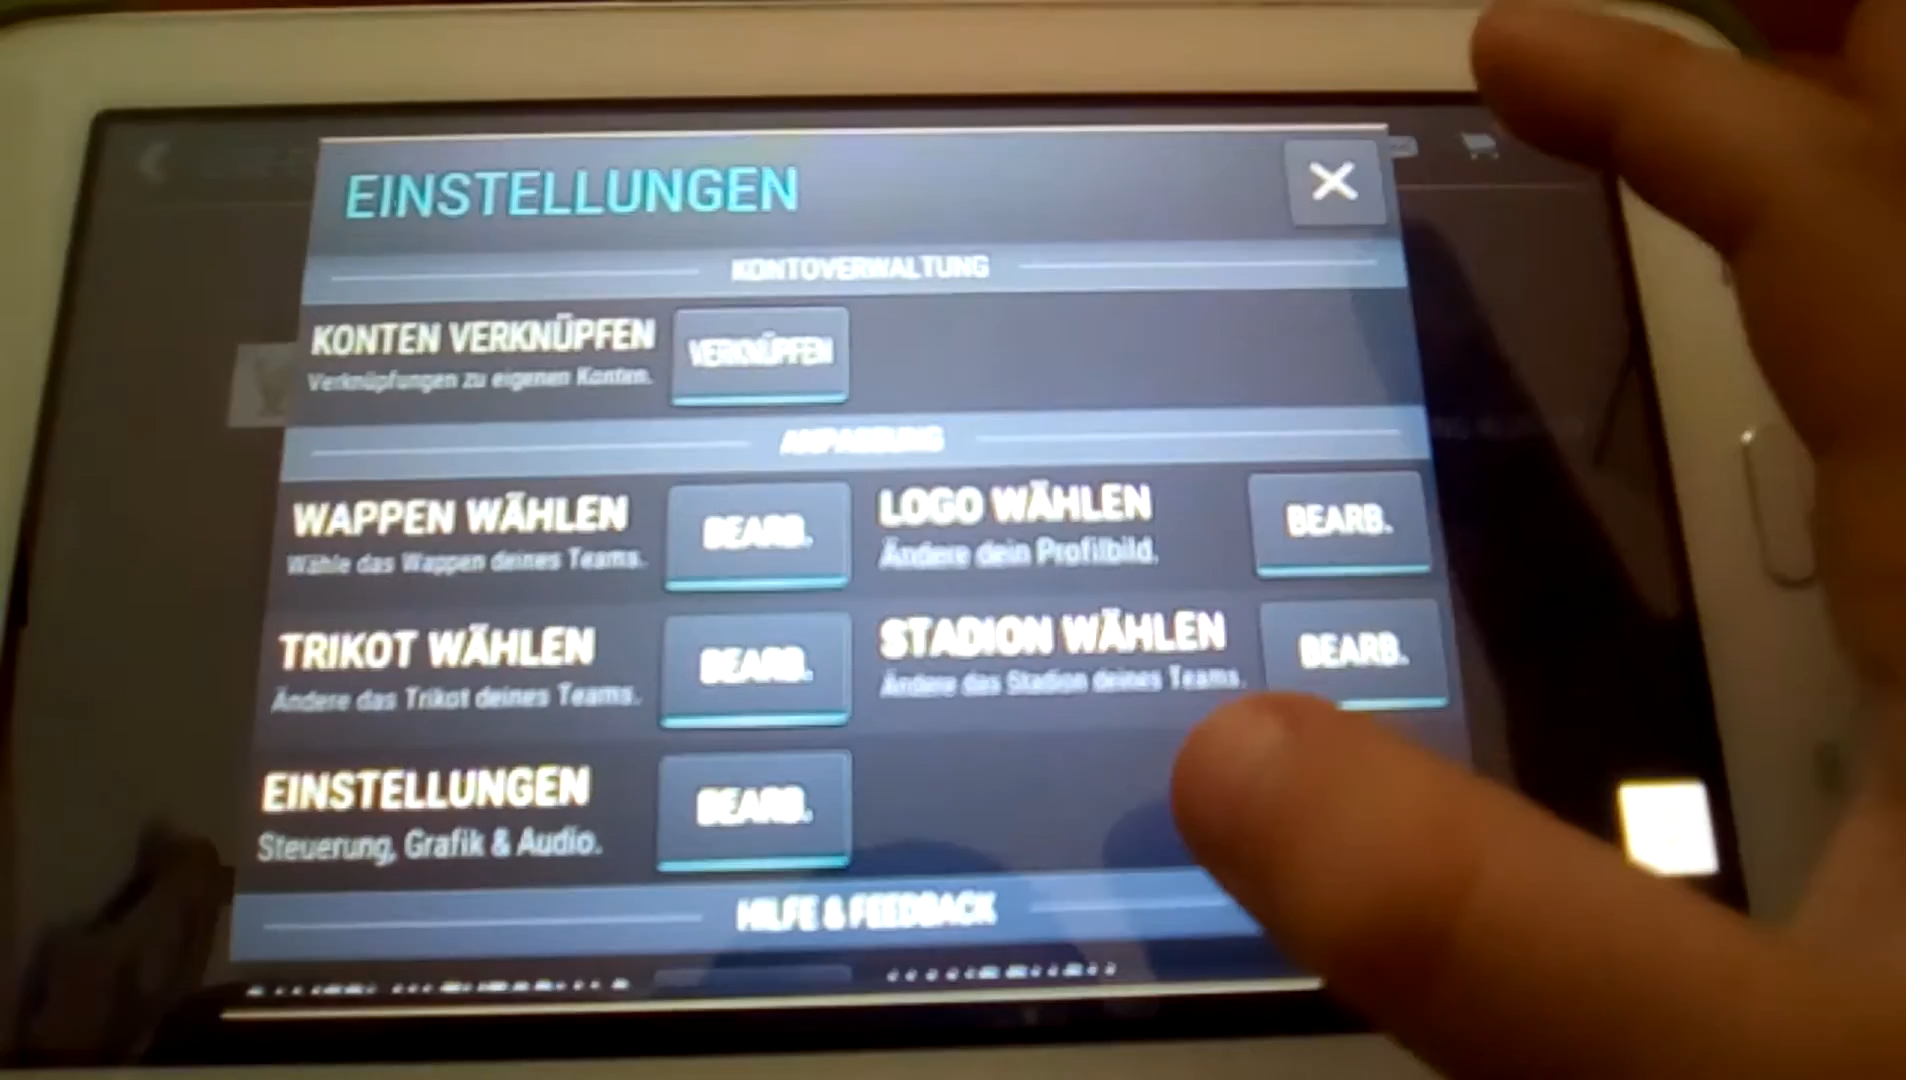 EINSTELLUNGEN
KONTOVERWALTUNG
KONTEN VERKNÜPFEN
Verknüpfungen zu eigenen Konten.
VERKNÜPFEN
ANPASSUNG
WAPPEN WÄHLEN
Wähle das Wappen deines Teams.
BEARB.
LOGO WÄHLEN
Ändere dein Profilbild.
BEARB.
TRIKOT WÄHLEN
Ändere das Trikot deines Teams.
BEARB.
STADION WÄHLEN
Ändere das Stadion deines Teams.
BEARB.
EINSTELLUNGEN
Steuerung, Grafik & Audio.
BEARB.
HILFE & FEEDBACK